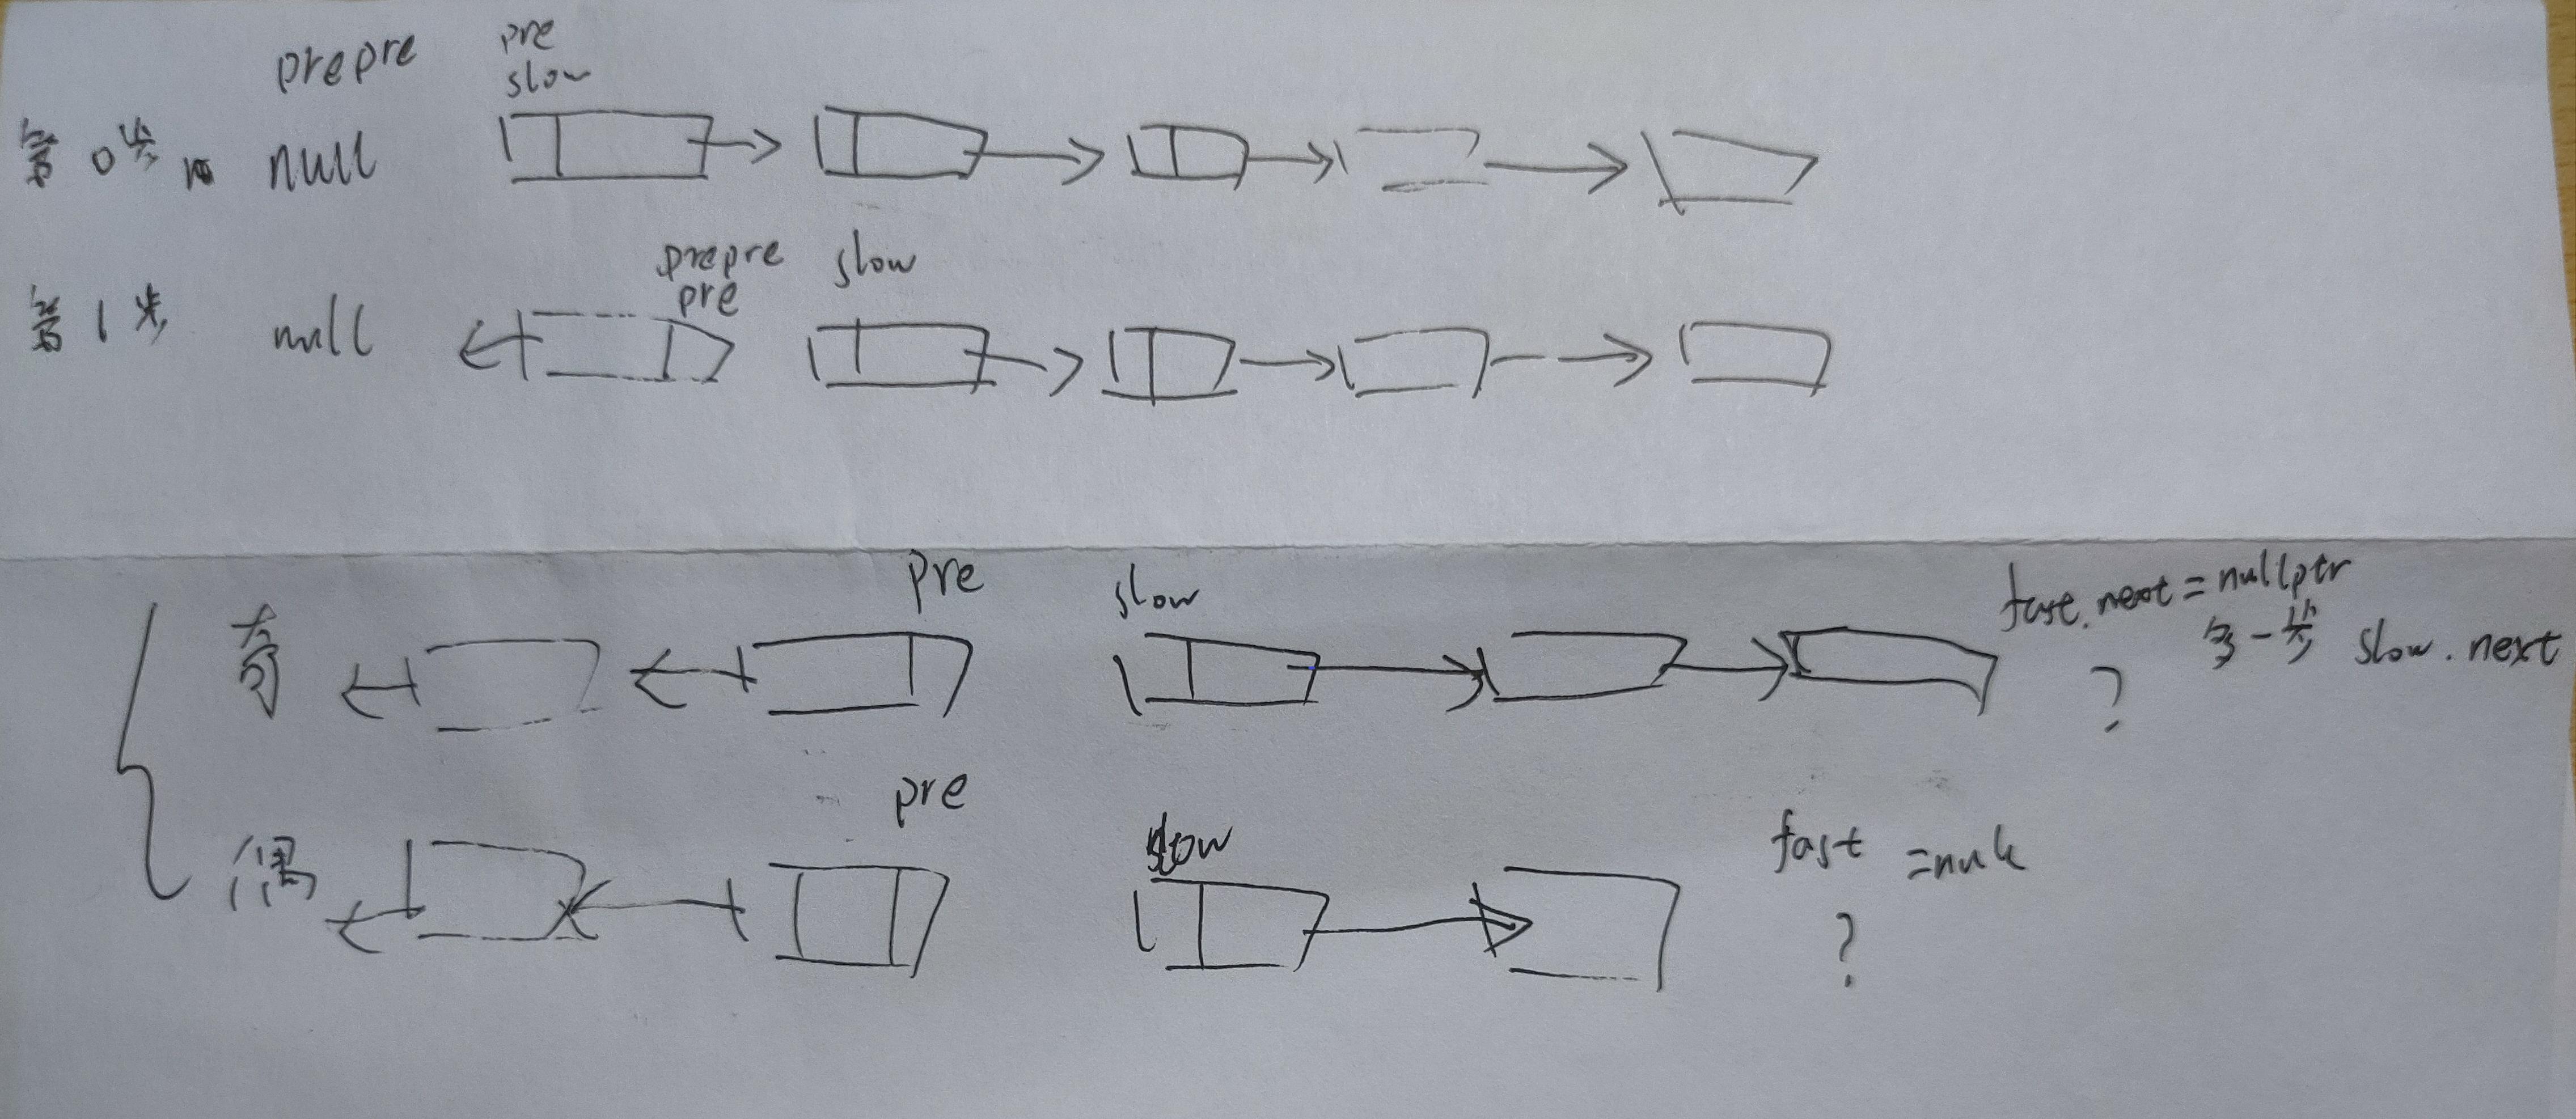 prepre pre
slow
第0步 null
prepre slow
pre
第1步 null
pre slow fast.next=nullptr
奇 多一步 slow.next
?
pre
偶 slow fast =null
?